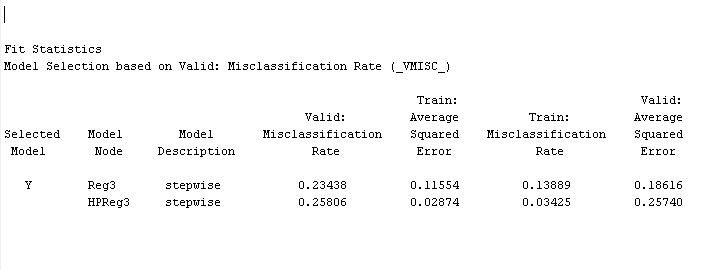 Fit Statistics
Model Selection based on Valid: Misclassification Rate (_VMISC_)
Train: Valid:
Valid: Average Train: Average
Selected Model Model Misclassification Squared Misclassification Squared
Model Node Description Rate Error Rate Error
Y Reg3 stepwise 0.23438 0.11554 0.13889 0.18616
HPReg3 stepwise 0.25806 0.02874 0.03425 0.25740